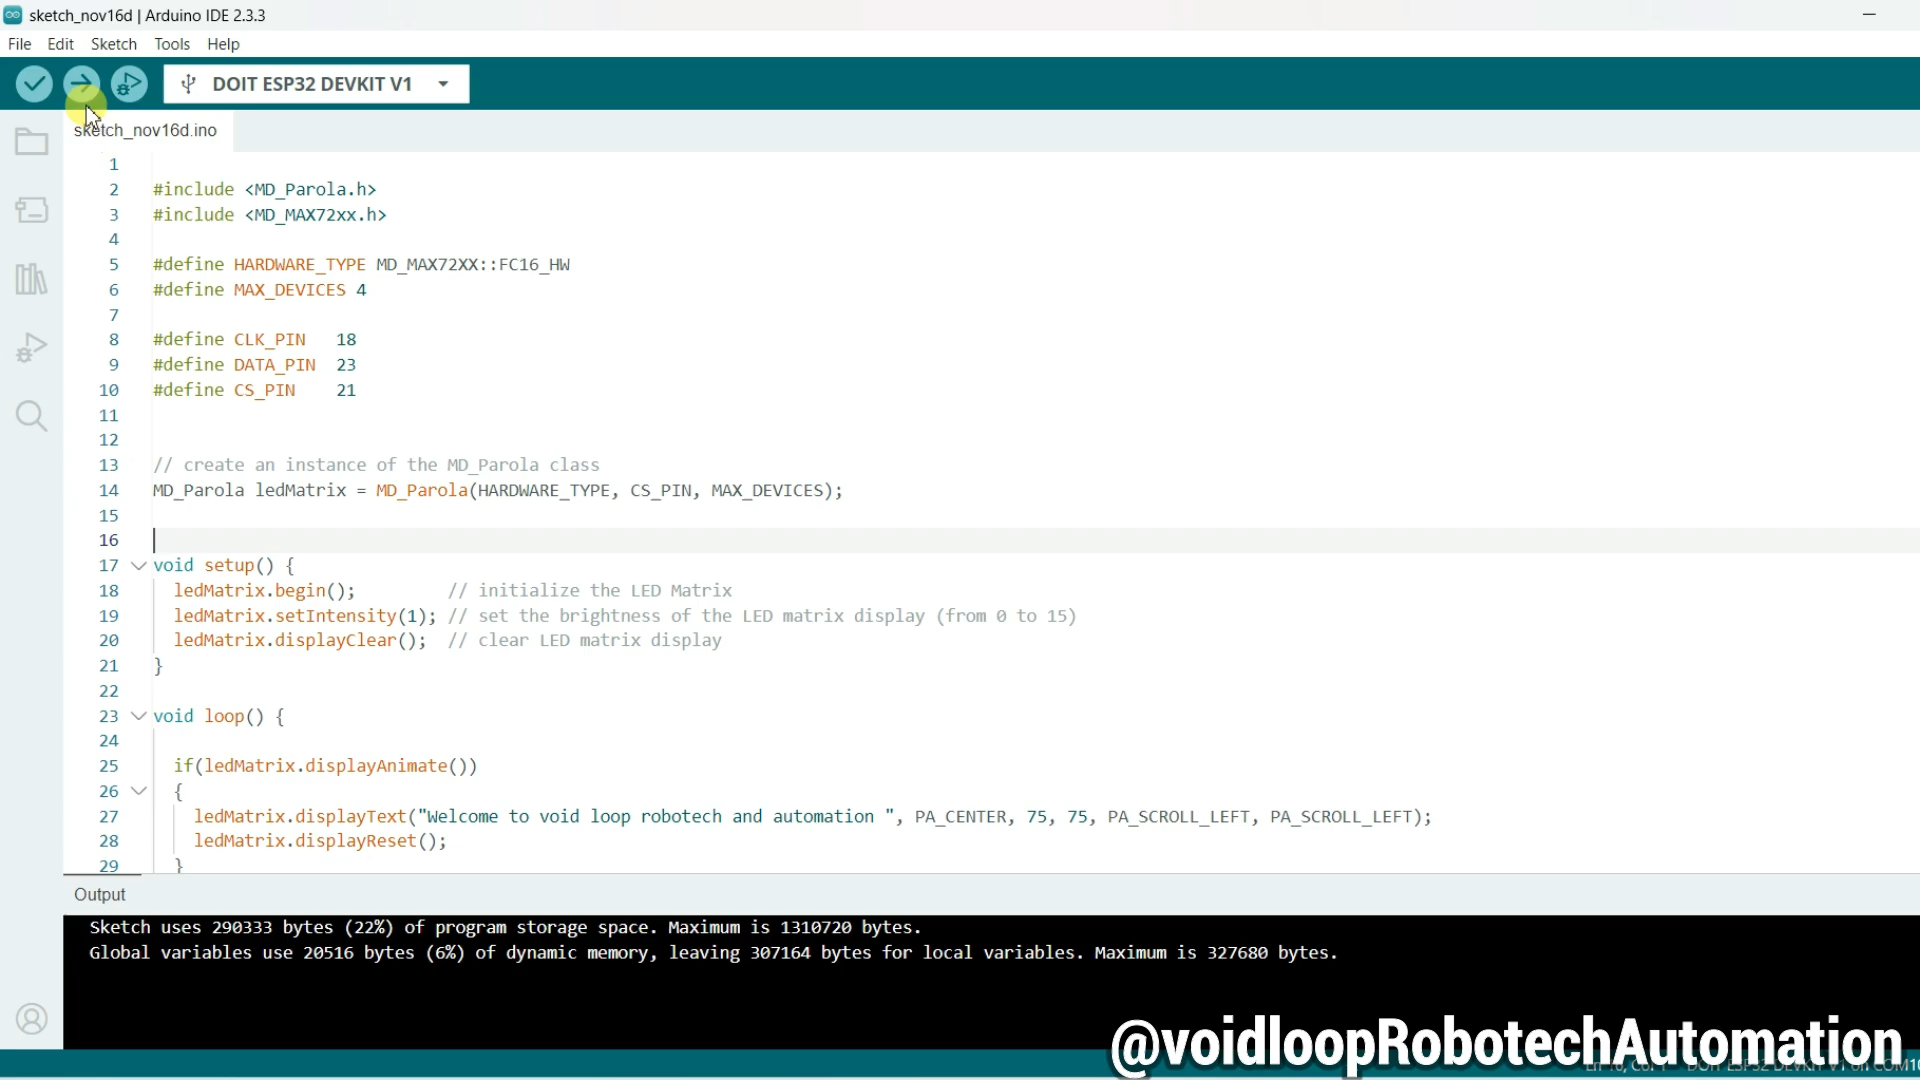 sketch_nov16d | Arduino IDE 2.3.3
File Edit Sketch Tools Help
DOIT ESP32 DEVKIT V1
sketch_nov16d.ino
1
2 #include <MD_Parola.h>
3 #include <MD_MAX72xx.h>
4
5 #define HARDWARE_TYPE MD_MAX72XX::FC16_HW
6 #define MAX_DEVICES 4
7
8 #define CLK_PIN 18
9 #define DATA_PIN 23
10 #define CS_PIN 21
11
12
13 // create an instance of the MD_Parola class
14 MD_Parola ledMatrix = MD_Parola(HARDWARE_TYPE, CS_PIN, MAX_DEVICES);
15
16
17 void setup() {
18 ledMatrix.begin(); // initialize the LED Matrix
19 ledMatrix.setIntensity(1); // set the brightness of the LED matrix display (from 0 to 15)
20 ledMatrix.displayClear(); // clear LED matrix display
21 }
22
23 void loop() {
24
25 if(ledMatrix.displayAnimate())
26 {
27 ledMatrix.displayText("Welcome to void loop robotech and automation ", PA_CENTER, 75, 75, PA_SCROLL_LEFT, PA_SCROLL_LEFT);
28 ledMatrix.displayReset();
29 }
Output
Sketch uses 290333 bytes (22%) of program storage space. Maximum is 1310720 bytes.
Global variables use 20516 bytes (6%) of dynamic memory, leaving 307164 bytes for local variables. Maximum is 327680 bytes.
@voidloopRobotechAutomation